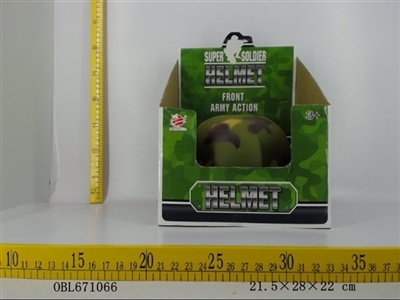 SUPER SOLDIER
HELMET
FRONT
ARMY ACTION
3+
HELMET
10 11 12 13 14 15 16 17 18 19 20 21 22 23 24 25 26 27 28 29 30 31 32 33 34 35 36 37
OBL671066
21.5×28×22 cm